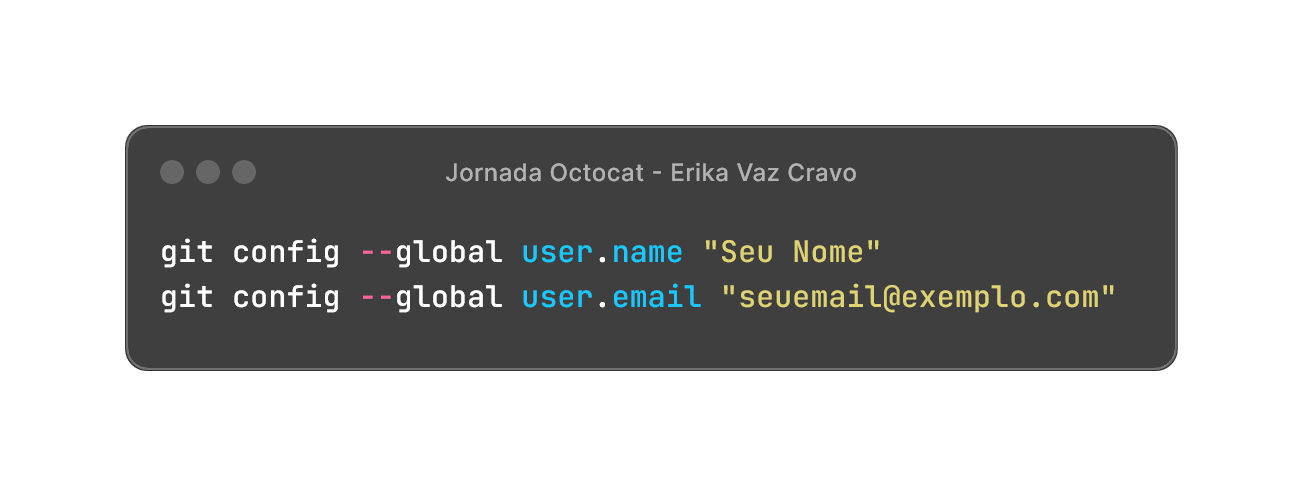 Jornada Octocat - Erika Vaz Cravo
git config --global user.name "Seu Nome"
git config --global user.email "seuemail@exemplo.com"